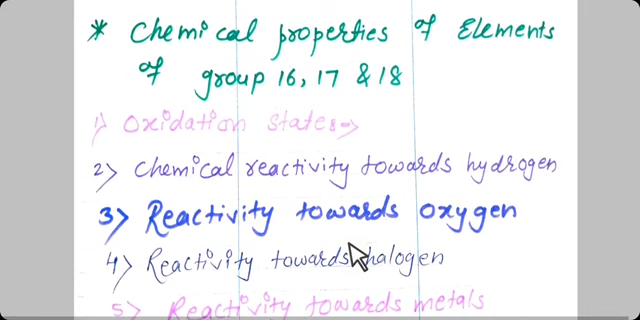 * Chemical properties of Elements
of group 16, 17 & 18
1) Oxidation states:->
2) Chemical reactivity towards hydrogen
3) Reactivity towards oxygen
4) Reactivity towards halogen
5) Reactivity towards metals